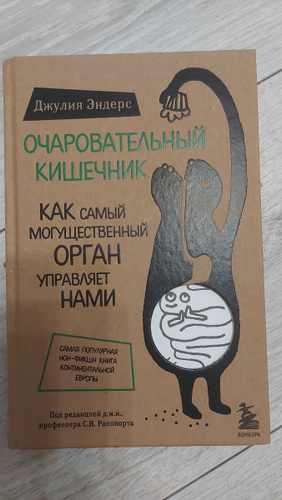 Джулия Эндерс
ОЧАРОВАТЕЛЬНЫЙ
КИШЕЧНИК
КАК САМЫЙ
МОГУЩЕСТВЕННЫЙ
ОРГАН
УПРАВЛЯЕТ
НАМИ
САМАЯ ПОПУЛЯРНАЯ
НОН-ФИКШН КНИГА
КОНТИНЕНТАЛЬНОЙ
ЕВРОПЫ
Под редакцией д.м.н.,
профессора С.И. Рапопорта
БОМБОРА